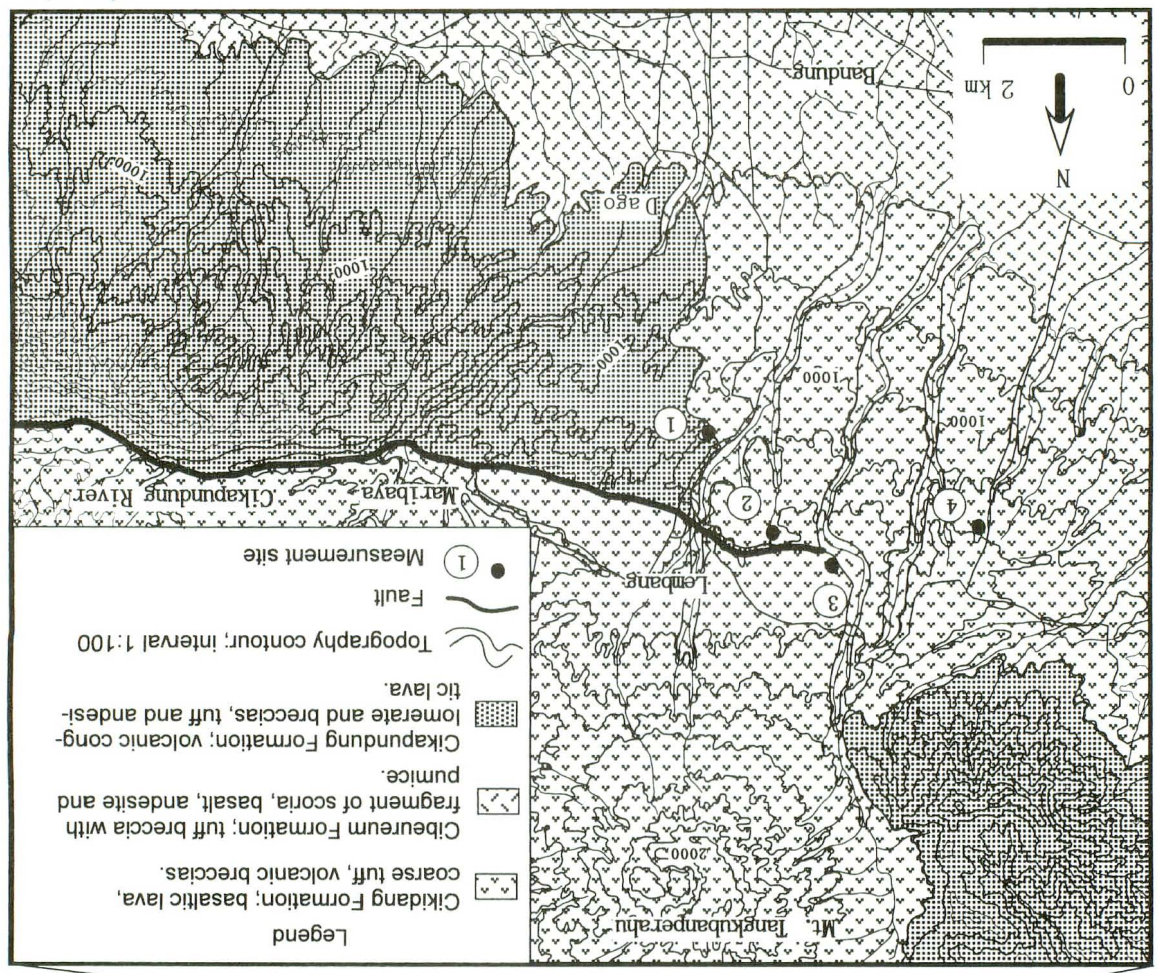 Mt. Tangkubanperahu
2000
Legend
Cikidang Formation; basaltic lava,
coarse tuff, volcanic breccias.
Cibeureum Formation; tuff with
fragment of scoria, basalt, andesite and
pumice.
Cikapundung Formation; volcanic cong-
lomerate and breccias, tuff and andesi-
tic lava.
Topography contour; interval 1:100
Fault
1 Measurement site
3
Lembang
4
2
Maribaya
Cikapundung River
1
1000
1000
1000
1000
1000
Dago
N
0 2 km
Bandung